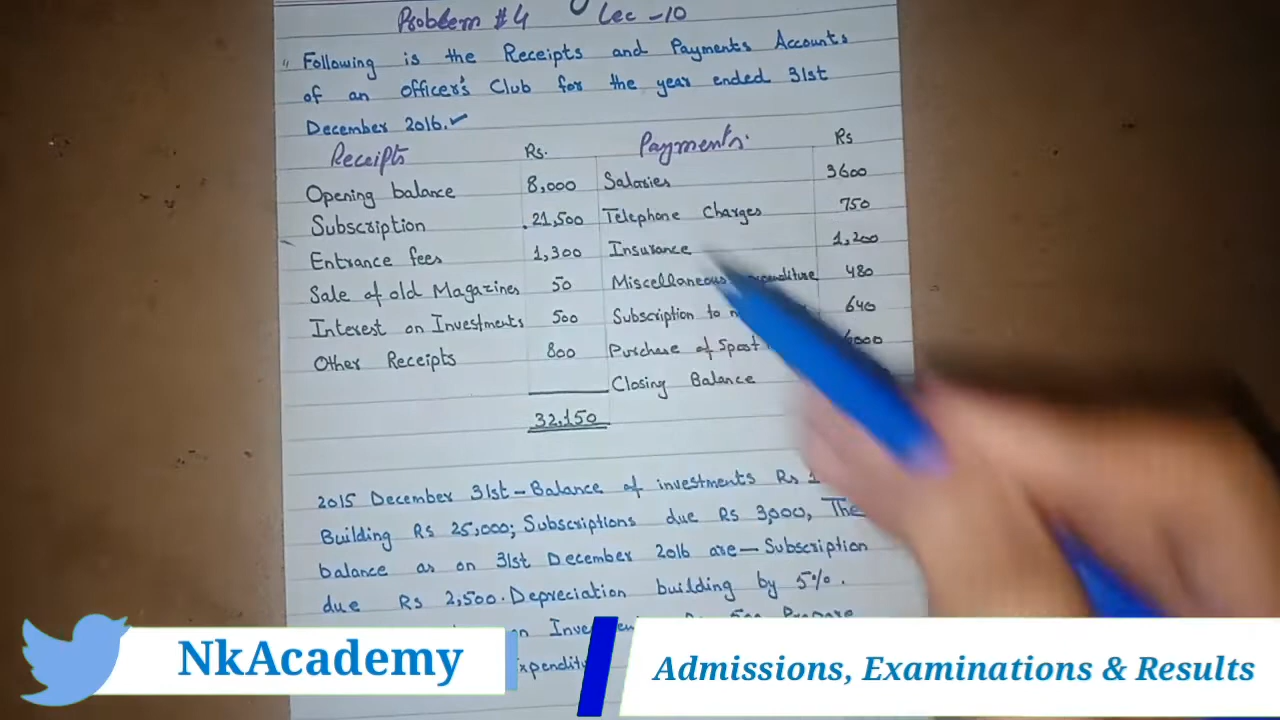 Problem #4 Lec -10
" Following is the Receipts and Payments Accounts
of an officer's Club for the year ended 31st
December 2016.
Receipts Rs. Payments. Rs
Opening balance 8,000 Salaries 3600
Subscription 21,500 Telephone Charges 750
Entrance fees 1,300 Insurance 1,200
Sale of old Magazines 50 Miscellaneous 480
Interest on Investments 500 Subscription to 640
Other Receipts 800 Purchase of Sport
Closing Balance
32,150
2015 December 31st - Balance of investments Rs
Building Rs 25,000; Subscriptions due Rs 3,000, The
balance as on 31st December 2016 are - Subscription
due Rs 2,500. Depreciation building by 5%.
on Prepare
NkAcademy
Admissions, Examinations & Results